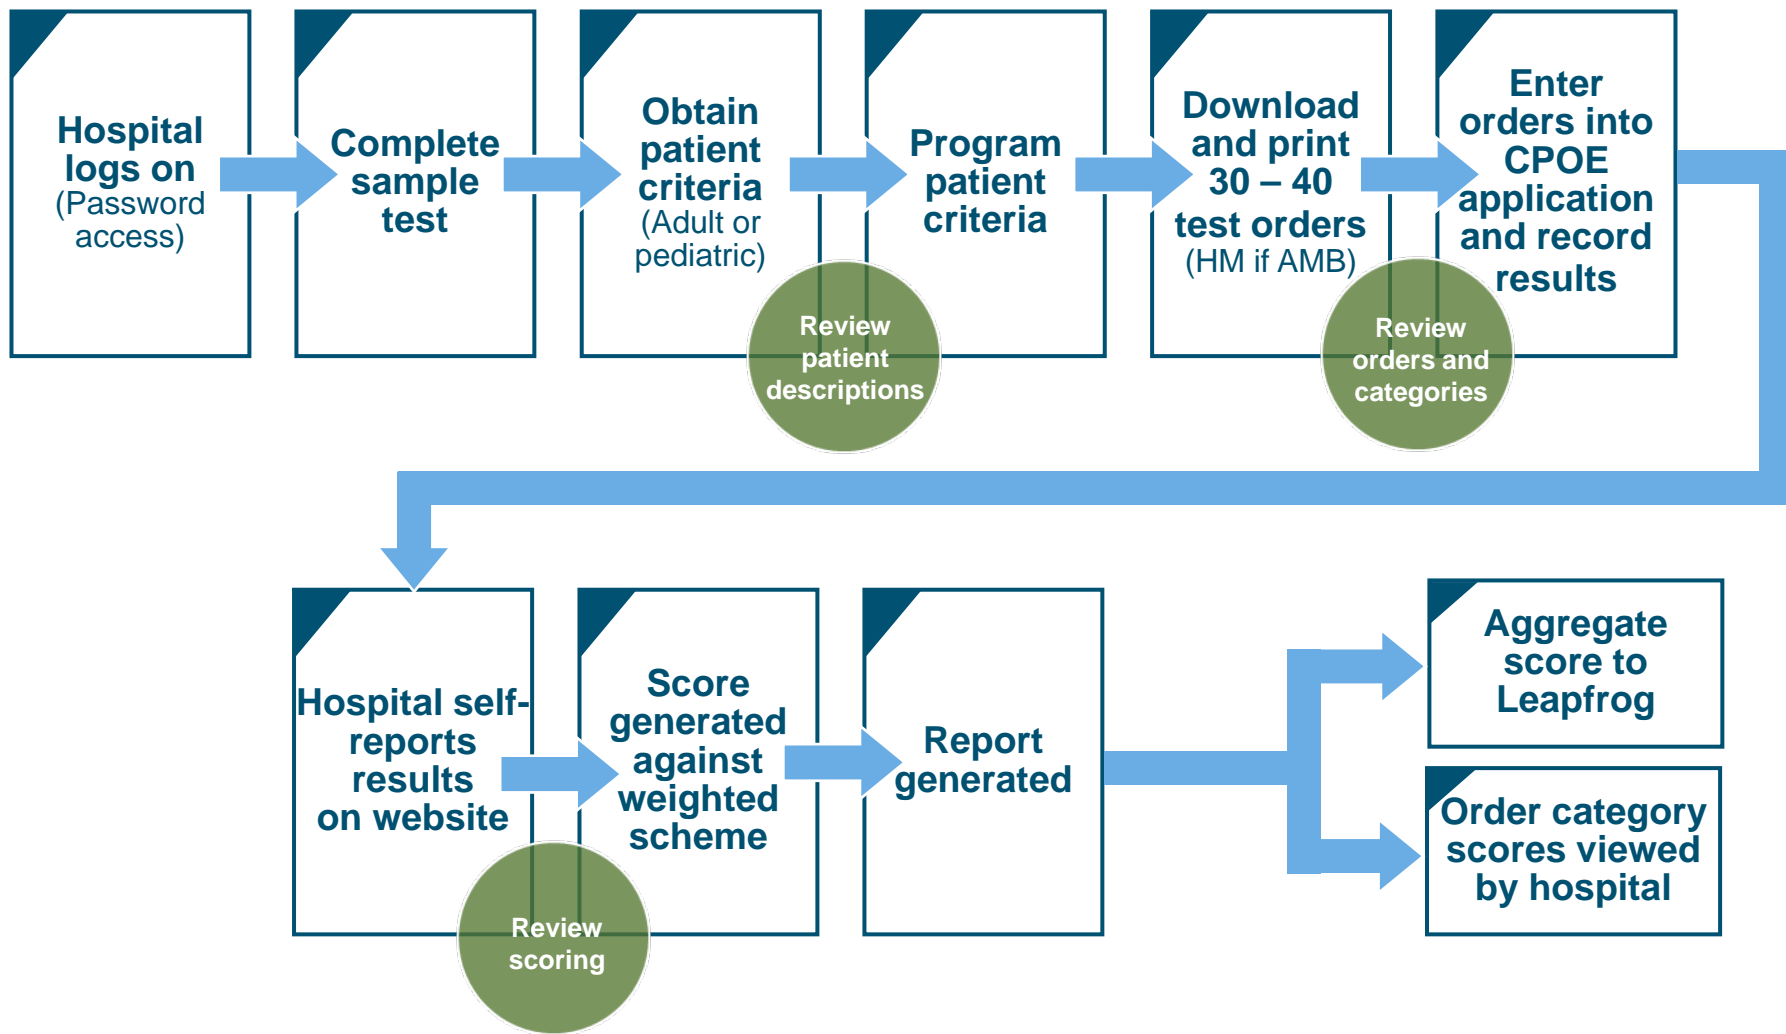 Hospital
logs on
(Password
access)
Complete
sample
test
Obtain
patient
criteria
(Adult or
pediatric)
Program
patient
criteria
Download
and print
30 – 40
test orders
(HM if AMB)
Enter
orders into
CPOE
application
and record
results
Review
patient
descriptions
Review
orders and
categories
Hospital self-
reports
results
on website
Score
generated
against
weighted
scheme
Report
generated
Aggregate
score to
Leapfrog
Order category
scores viewed
by hospital
Review
scoring